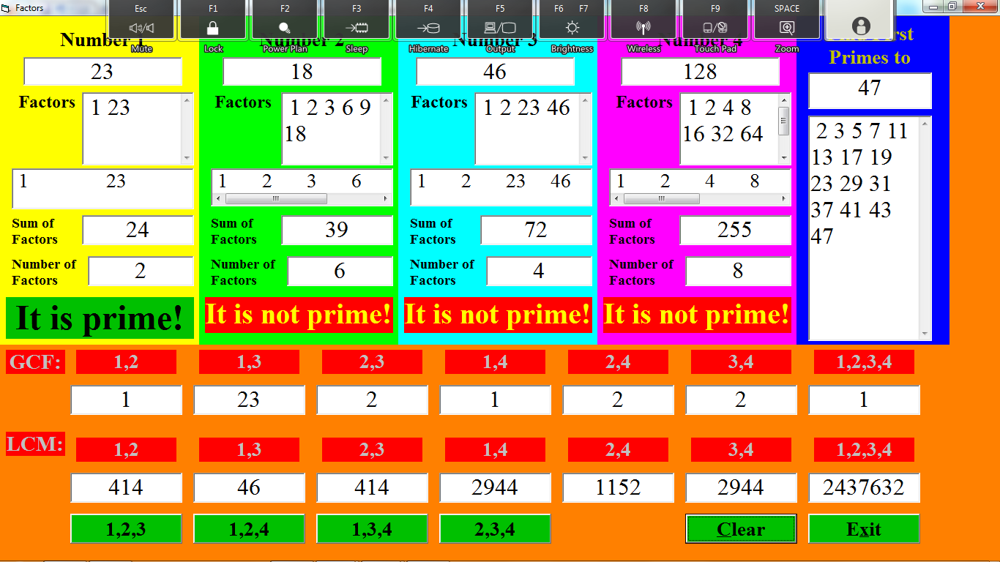 Factors
Esc F1 F2 F3 F4 F5 F6 F7 F8 F9 SPACE
Mute Lock Power Plan Sleep Hibernate Output Brightness Wireless Touch Pad Zoom
Number 1 Number 2 Number 3 Number 4 First
Primes to
23 18 46 128 47
Factors 1 23
Factors 1 2 3 6 9
18
Factors 1 2 23 46
Factors 1 2 4 8
16 32 64
2 3 5 7 11
13 17 19
23 29 31
37 41 43
47
1 23
1 2 3 6
1 2 23 46
1 2 4 8
Sum of
Factors 24
Sum of
Factors 39
Sum of
Factors 72
Sum of
Factors 255
Number of
Factors 2
Number of
Factors 6
Number of
Factors 4
Number of
Factors 8
It is prime!
It is not prime!
It is not prime!
It is not prime!
GCF: 1,2 1,3 2,3 1,4 2,4 3,4 1,2,3,4
1 23 2 1 2 2 1
LCM: 1,2 1,3 2,3 1,4 2,4 3,4 1,2,3,4
414 46 414 2944 1152 2944 2437632
1,2,3 1,2,4 1,3,4 2,3,4 Clear Exit